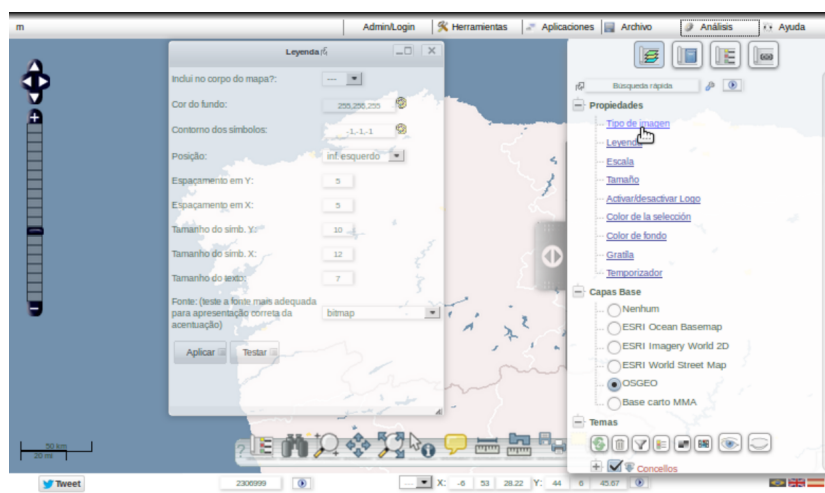 m
Admin/Login Herramientas Aplicaciones Archivo Análisis Ayuda
Leyenda
Inclui no corpo do mapa?: ---
Cor do fundo: 255,255,255
Contorno dos símbolos: -1,-1,-1
Posição: inf. esquerdo
Espaçamento em Y: 5
Espaçamento em X: 5
Tamanho do simb. Y: 10
Tamanho do simb. X: 12
Tamanho do texto: 7
Fonte: (teste a fonte mais adequada
para apresentação correta da
acentuação)
bitmap
Aplicar Testar
Búsqueda rápida
Propiedades
Tipo de imagen
Leyenda
Escala
Tamaño
Activar/desactivar Logo
Color de la selección
Color de fondo
Gratila
Temporizador
Capas Base
Nenhum
ESRI Ocean Basemap
ESRI Imagery World 2D
ESRI World Street Map
OSGEO
Base carto MMA
Temas
Concellos
50 km
20 mi
Tweet
2306999
--- X: -6 53 28.22 Y: 44 6 45.67